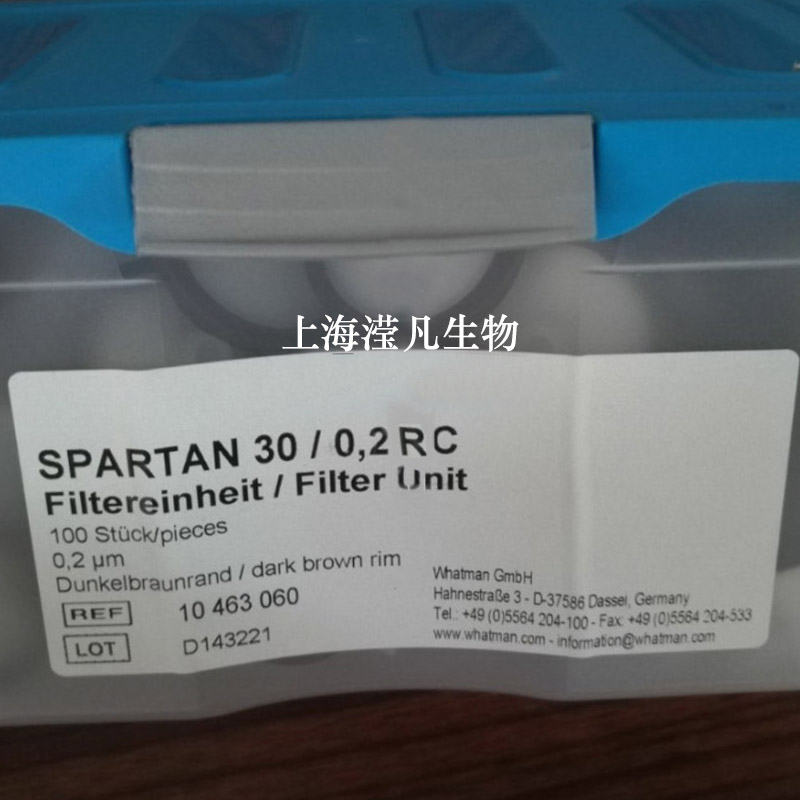 上海滢凡生物
SPARTAN 30 / 0,2 RC
Filtereinheit / Filter Unit
100 Stück/pieces
0,2 µm
Dunkelbraunrand / dark brown rim
REF 10 463 060
LOT D143221
Whatman GmbH
Hahnestraße 3 - D-37586 Dassel, Germany
Tel.: +49 (0)5564 204-100 - Fax: +49 (0)5564 204-533
www.whatman.com - information@whatman.com